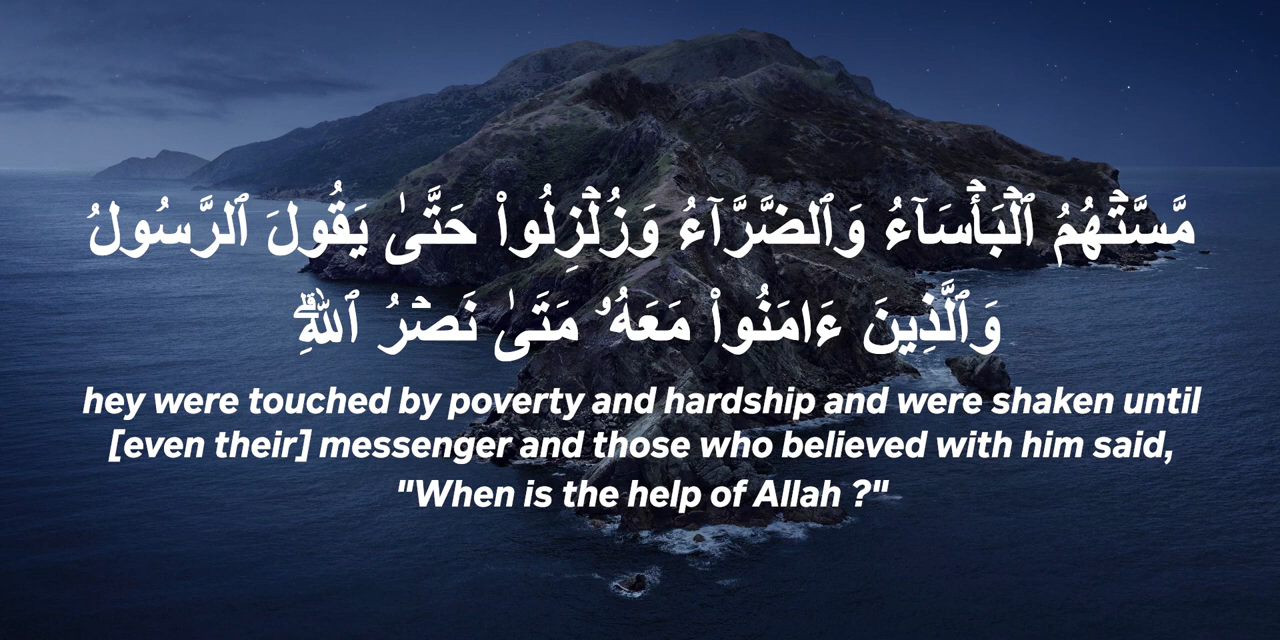 مَّسَّتْهُمُ ٱلْبَأْسَآءُ وَٱلضَّرَّآءُ وَزُلْزِلُوا۟ حَتَّىٰ يَقُولَ ٱلرَّسُولُ
وَٱلَّذِينَ ءَامَنُوا۟ مَعَهُۥ مَتَىٰ نَصْرُ ٱللَّهِ ۗ
hey were touched by poverty and hardship and were shaken until
[even their] messenger and those who believed with him said,
"When is the help of Allah ?"